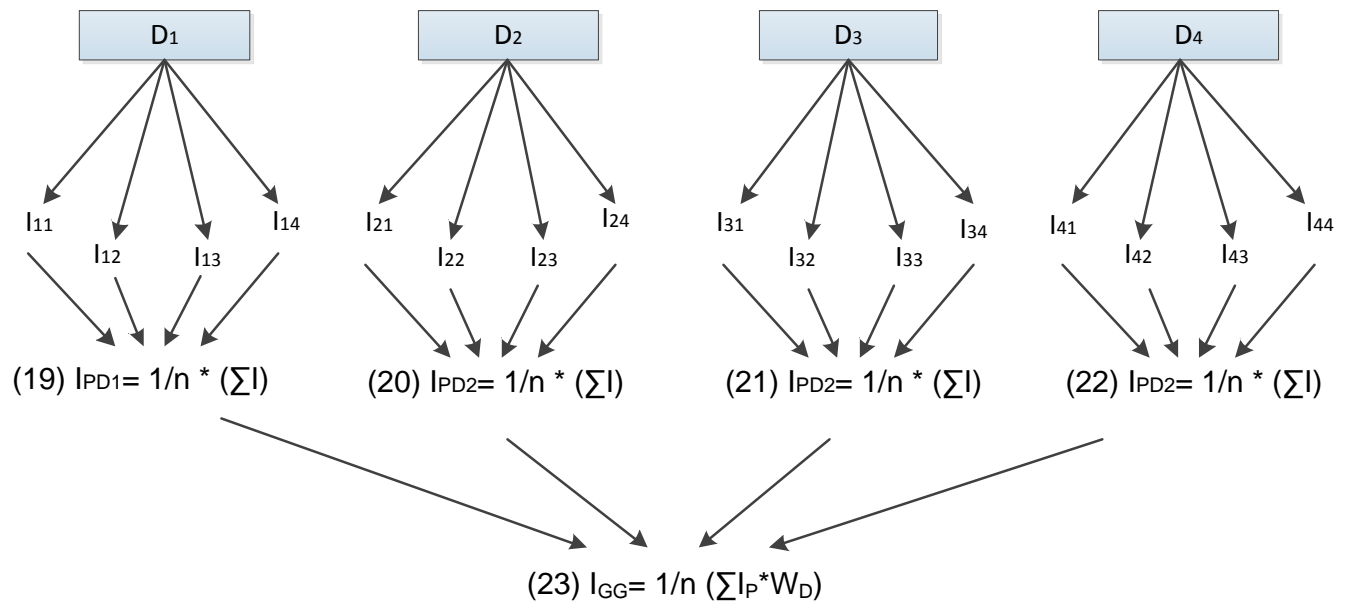 D1 D2 D3 D4
I11 I14 I21 I24 I31 I34 I41 I44
I12 I13 I22 I23 I32 I33 I42 I43
(19) IPD1= 1/n * (∑I) (20) IPD2= 1/n * (∑I) (21) IPD2= 1/n * (∑I) (22) IPD2= 1/n * (∑I)
(23) IGG= 1/n (∑IP*WD)